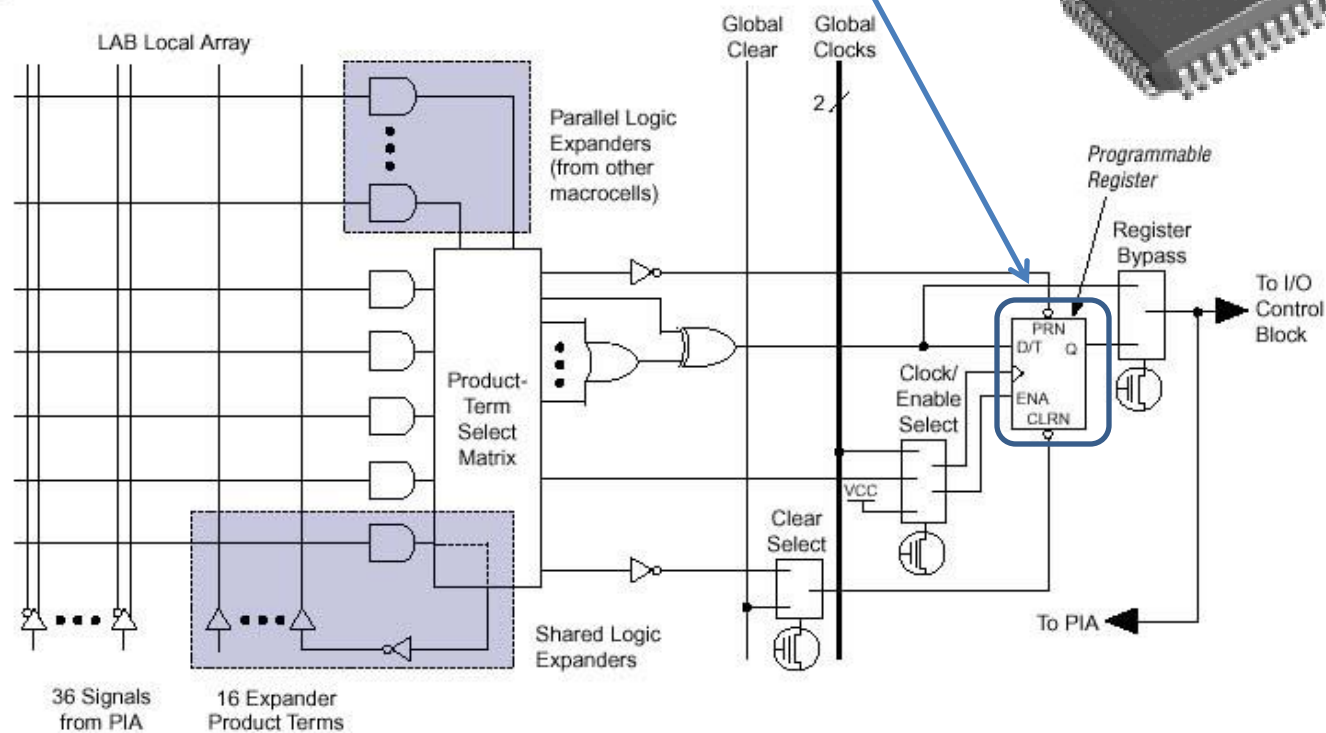 Global
Clear
Global
Clocks
LAB Local Array
2
Parallel Logic
Expanders
(from other
macrocells)
Programmable
Register
Register
Bypass
To I/O
Control
Block
PRN
D/T Q
ENA
CLRN
Clock/
Enable
Select
Product-
Term
Select
Matrix
VCC
Clear
Select
To PIA
Shared Logic
Expanders
36 Signals
from PIA
16 Expander
Product Terms